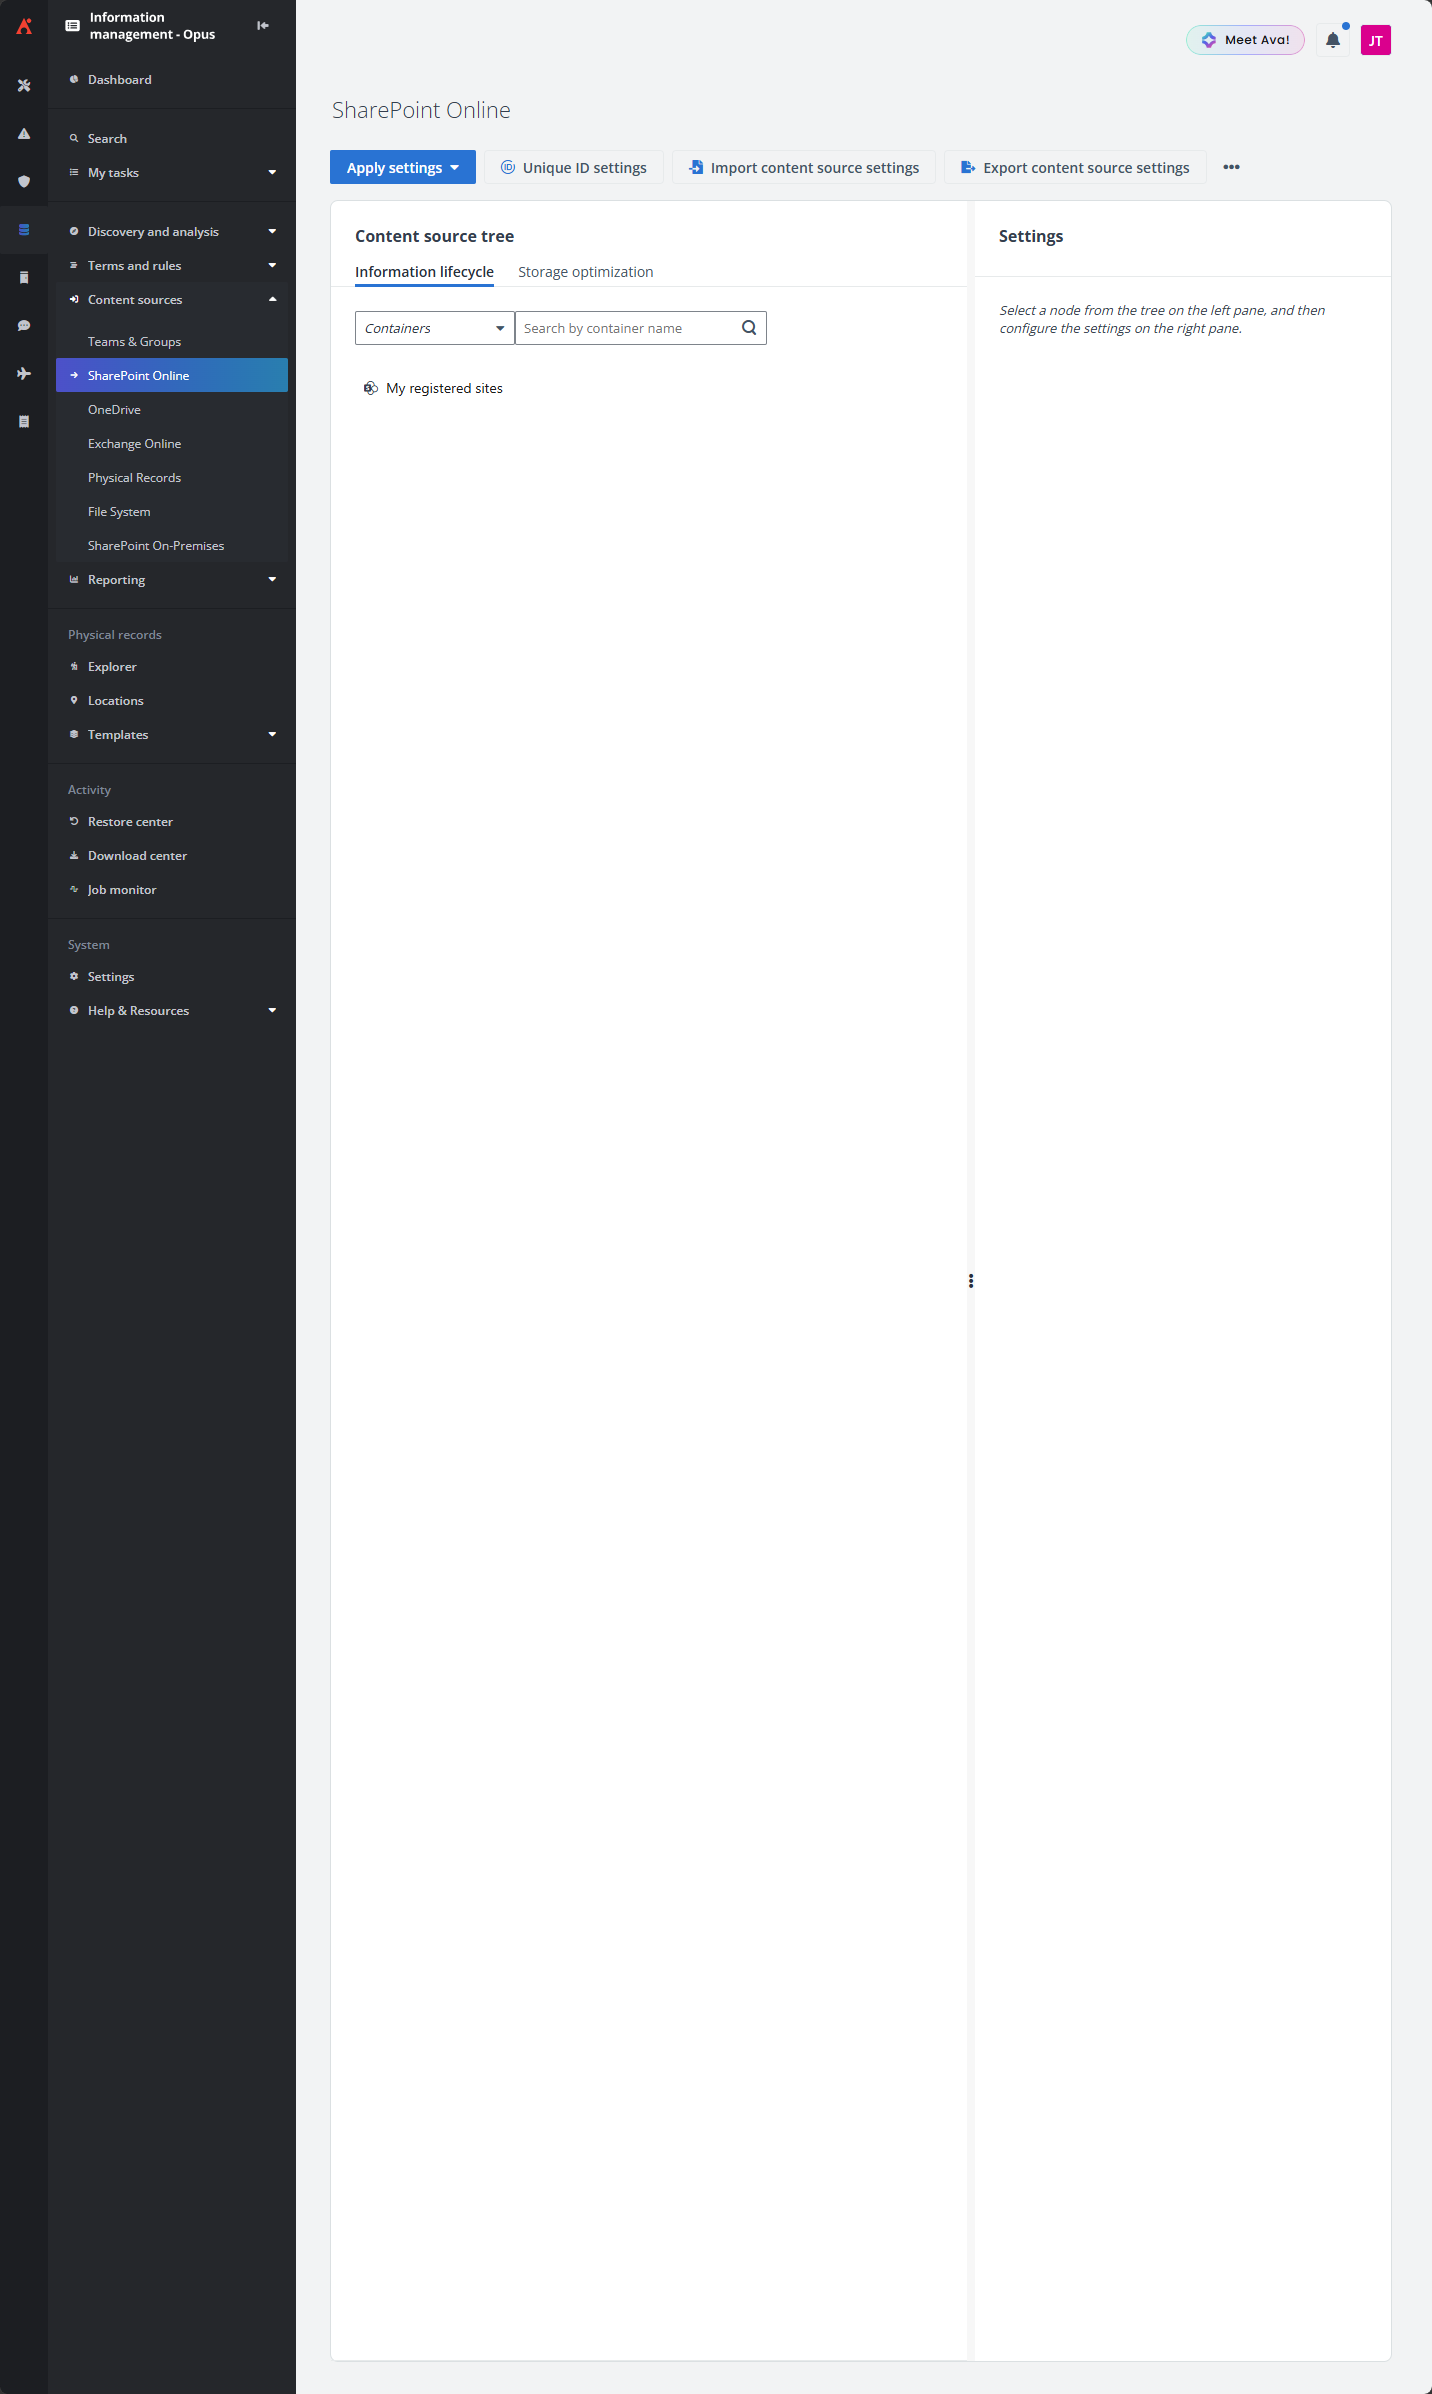 Information
management - Opus
Dashboard
Search
My tasks
Discovery and analysis
Terms and rules
Content sources
Teams & Groups
SharePoint Online
OneDrive
Exchange Online
Physical Records
File System
SharePoint On-Premises
Reporting
Physical records
Explorer
Locations
Templates
Activity
Restore center
Download center
Job monitor
System
Settings
Help & Resources
Meet Ava!
JT
SharePoint Online
Apply settings
Unique ID settings
Import content source settings
Export content source settings
Content source tree
Information lifecycle
Storage optimization
Containers
Search by container name
My registered sites
Settings
Select a node from the tree on the left pane, and then
configure the settings on the right pane.